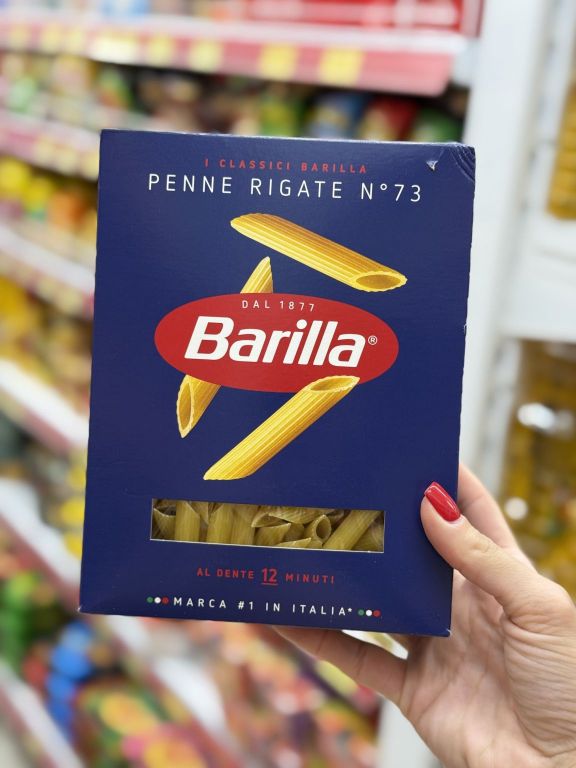 I CLASSICI BARILLA
PENNE RIGATE N°73
DAL 1877
Barilla®
AL DENTE 12 MINUTI
MARCA #1 IN ITALIA*